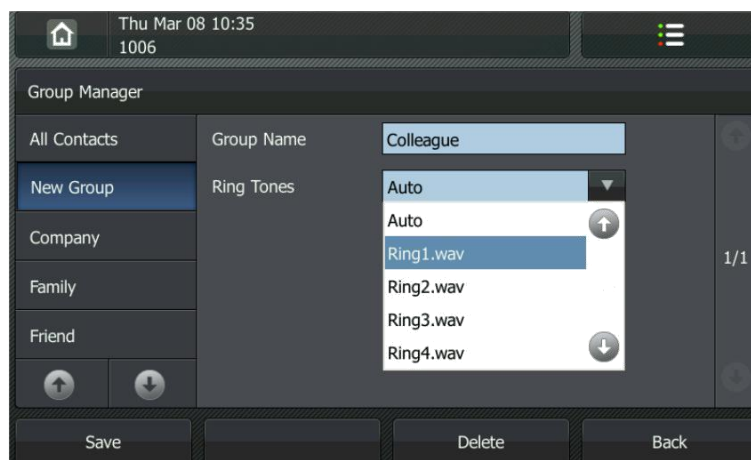 Thu Mar 08 10:35
1006
Group Manager
All Contacts
New Group
Company
Family
Friend
Group Name
Colleague
Ring Tones
Auto
Auto
Ring1.wav
Ring2.wav
Ring3.wav
Ring4.wav
1/1
Save
Delete
Back